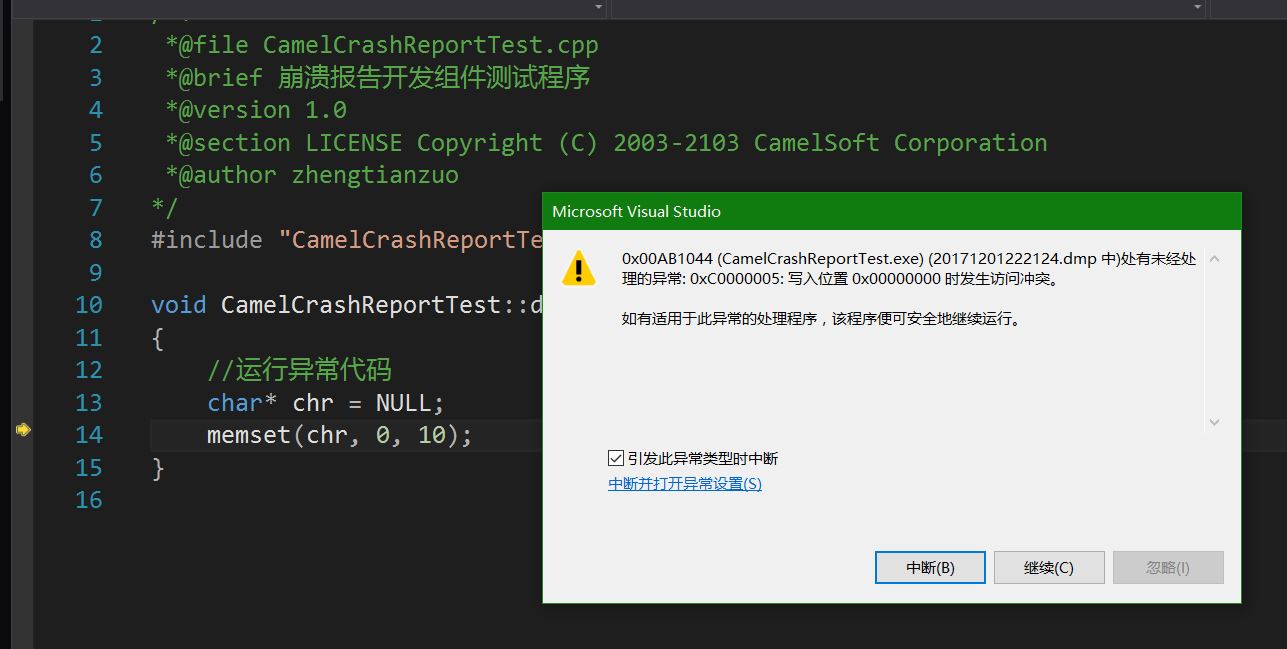 2 *@file CamelCrashReportTest.cpp
3 *@brief 崩溃报告开发组件测试程序
4 *@version 1.0
5 *@section LICENSE Copyright (C) 2003-2103 CamelSoft Corporation
6 *@author zhengtianzuo
7 */
8 #include "CamelCrashReportTe
9
10 void CamelCrashReportTest::d
11 {
12 //运行异常代码
13 char* chr = NULL;
14 memset(chr, 0, 10);
15 }
16
Microsoft Visual Studio
0x00AB1044 (CamelCrashReportTest.exe) (20171201222124.dmp 中)处有未经处
理的异常: 0xC0000005: 写入位置 0x00000000 时发生访问冲突。
如有适用于此异常的处理程序，该程序便可安全地继续运行。
引发此异常类型时中断
中断并打开异常设置(S)
中断(B)
继续(C)
忽略(I)